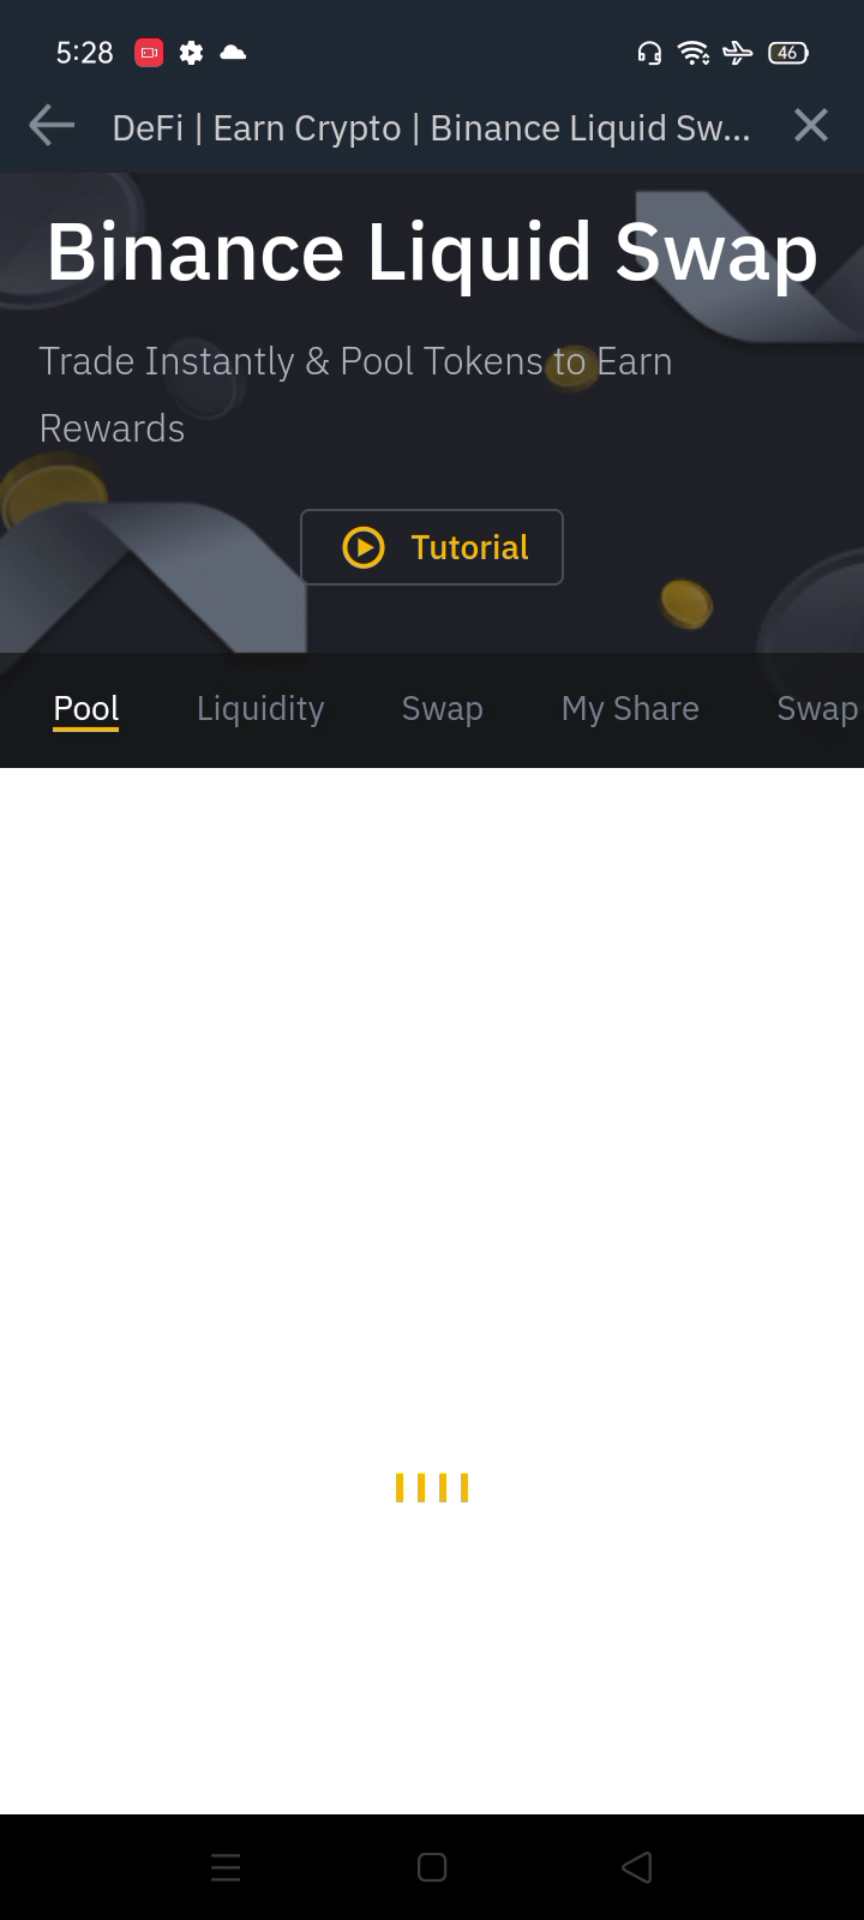 5:28
46
DeFi | Earn Crypto | Binance Liquid Sw...
Binance Liquid Swap
Trade Instantly & Pool Tokens to Earn
Rewards
Tutorial
Pool Liquidity Swap My Share Swap